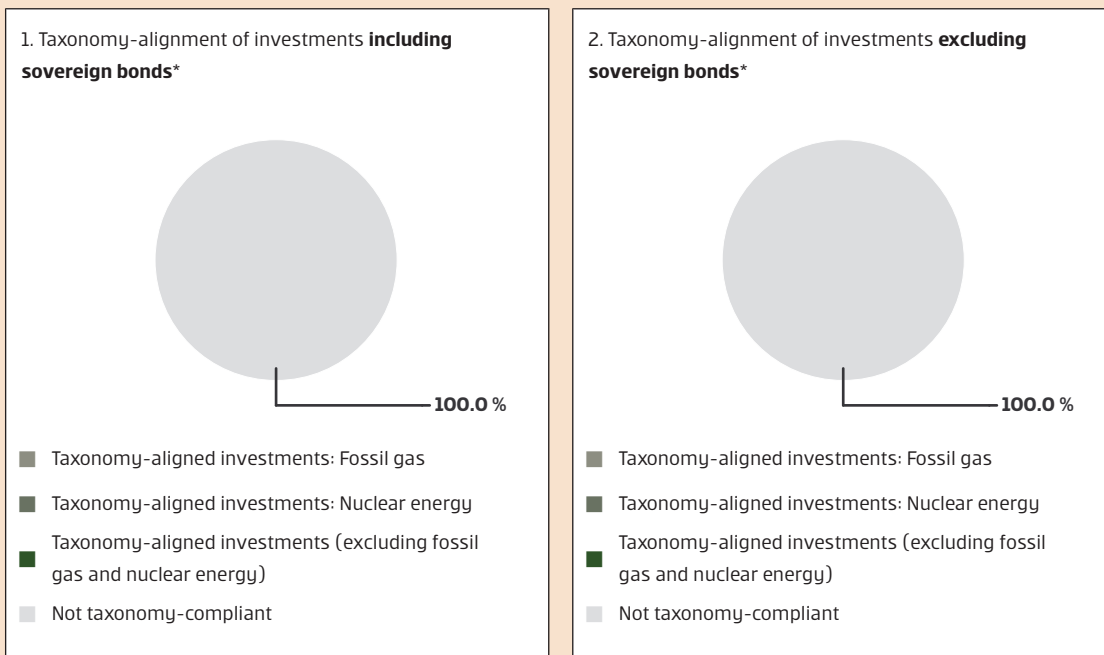 1. Taxonomy-alignment of investments including
sovereign bonds*
100.0 %
Taxonomy-aligned investments: Fossil gas
Taxonomy-aligned investments: Nuclear energy
Taxonomy-aligned investments (excluding fossil
gas and nuclear energy)
Not taxonomy-compliant
2. Taxonomy-alignment of investments excluding
sovereign bonds*
100.0 %
Taxonomy-aligned investments: Fossil gas
Taxonomy-aligned investments: Nuclear energy
Taxonomy-aligned investments (excluding fossil
gas and nuclear energy)
Not taxonomy-compliant